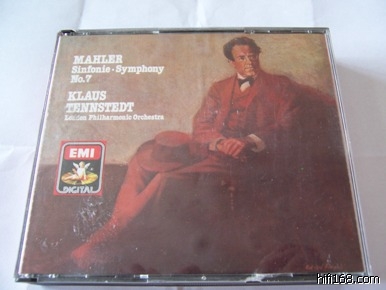 MAHLER
Sinfonie · Symphony
No. 7
KLAUS
TENNSTEDT
London Philharmonic Orchestra
EMI
DIGITAL
hifi168.com